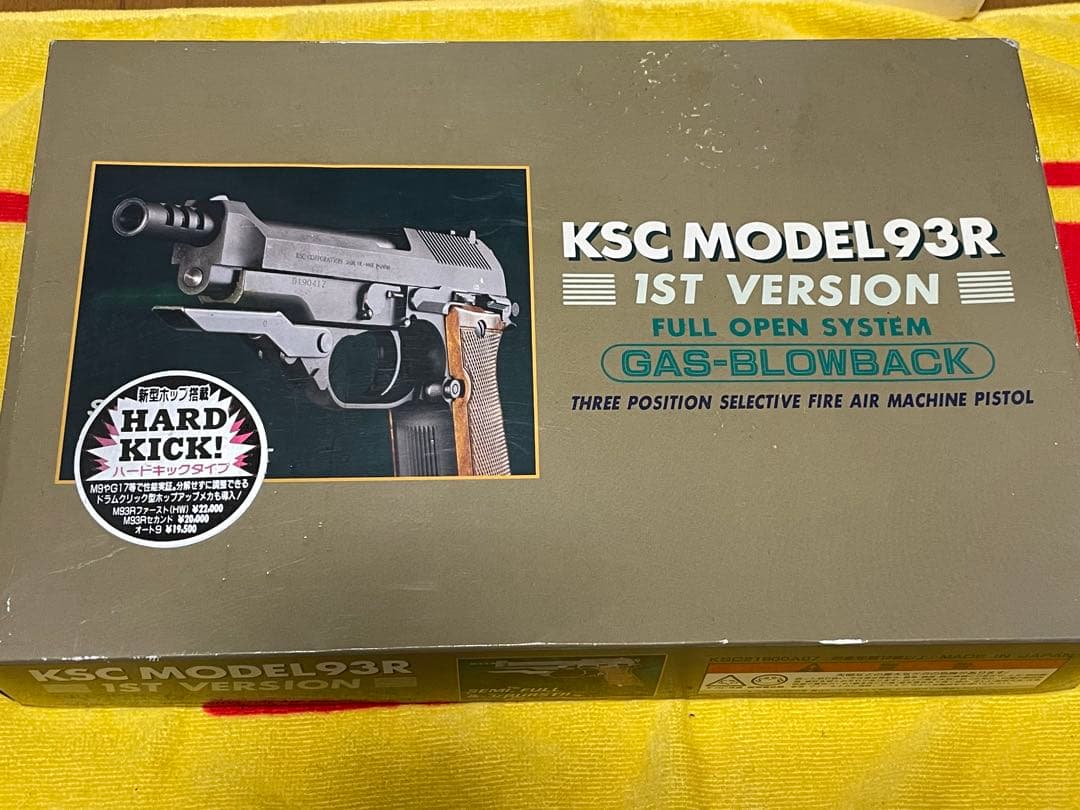 KSC MODEL93R
1ST VERSION
FULL OPEN SYSTEM
GAS-BLOWBACK
THREE POSITION SELECTIVE FIRE AIR MACHINE PISTOL
KSC CORPORATION
D190417
新型ホップ搭載
HARD
KICK!
ハードキックタイプ
M9やG17等で性能実証。分解せずに調整できる
ドラムクリック型ホップアップメカも導入!
M93Rファースト(HW) ¥22,000
M93Rセカンド ¥20,000
オート9 ¥19,500
KSC MODEL93R
1ST VERSION
SEMI-FULL
MADE IN JAPAN